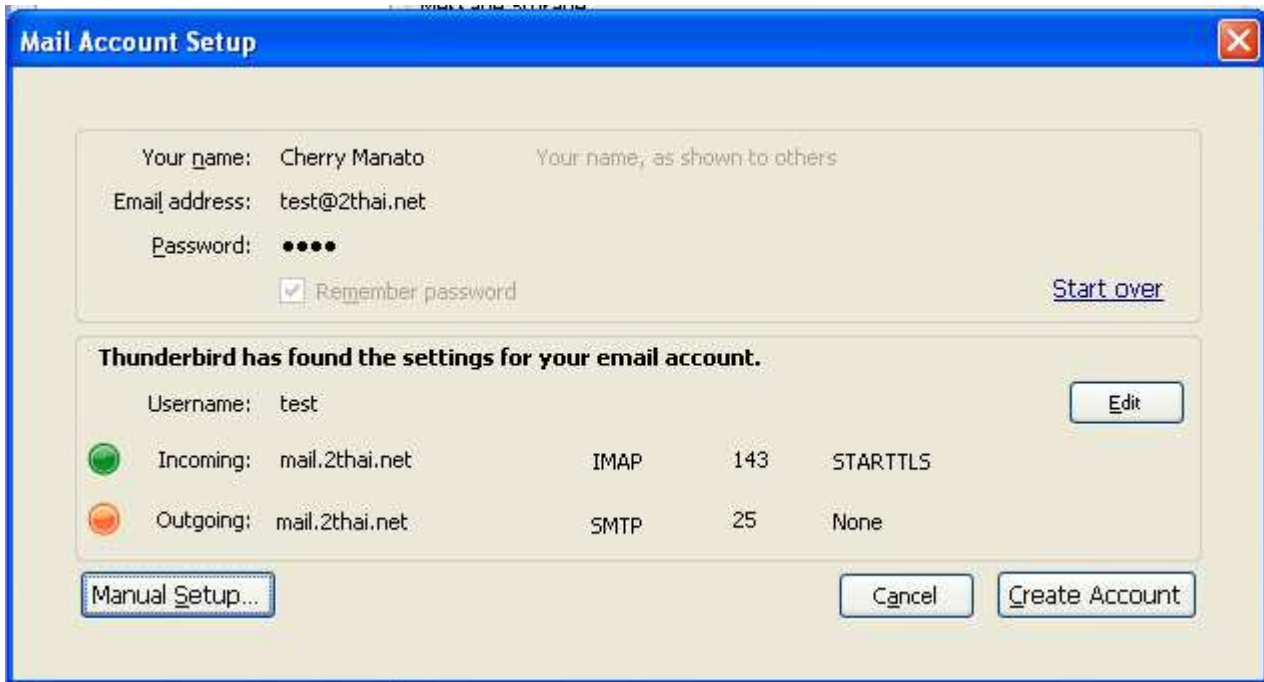 Message Storage
Mail Account Setup
Your name: Cherry Manato Your name, as shown to others
Email address: test@2thai.net
Password: ●●●●
Remember password
Start over
Thunderbird has found the settings for your email account.
Username: test Edit
Incoming: mail.2thai.net IMAP 143 STARTTLS
Outgoing: mail.2thai.net SMTP 25 None
Manual Setup... Cancel Create Account